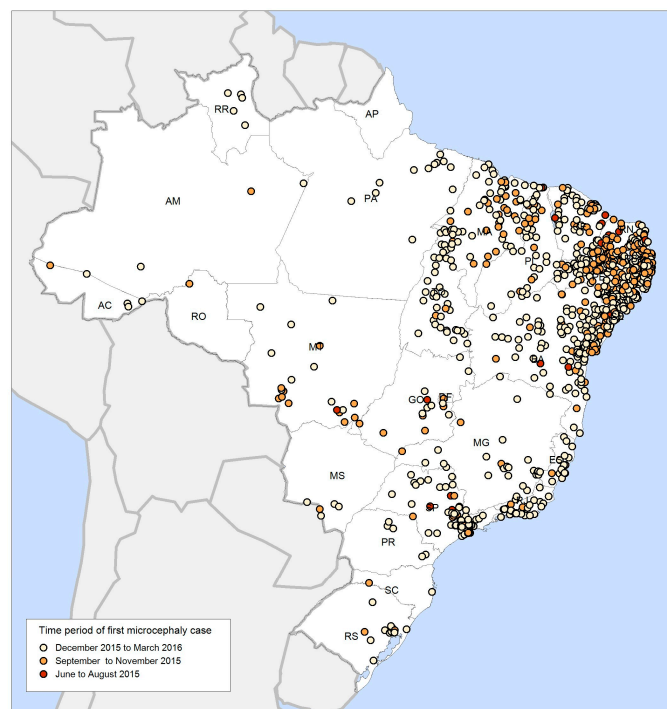 RR
AP
AM
PA
MA
RN
P
AC
RO
BA
MT
GO
DF
MG
ES
MS
RJ
SP
PR
SC
RS
Time period of first microcephaly case
December 2015 to March 2016
September to November 2015
June to August 2015